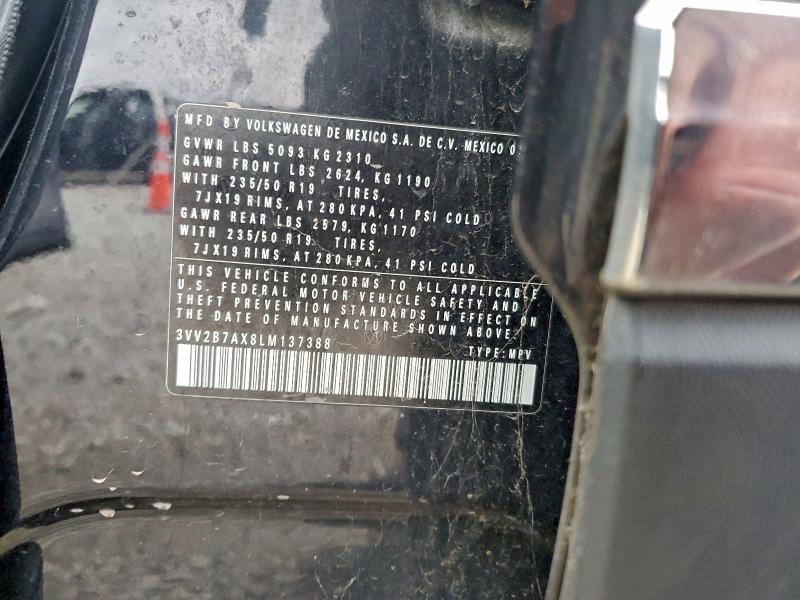 MFD BY VOLKSWAGEN DE MEXICO S.A. DE C.V. MEXICO 0
GVWR LBS 5093 KG 2310
GAWR FRONT LBS 2624, KG 1190
WITH 235/50 R19 TIRES,
7JX19 RIMS, AT 280 KPA, 41 PSI COLD
GAWR REAR LBS 2579, KG 1170
WITH 235/50 R19, TIRES,
7JX19 RIMS, AT 280 KPA, 41 PSI COLD
THIS VEHICLE CONFORMS TO ALL APPLICABLE
U.S. FEDERAL MOTOR VEHICLE SAFETY AND
THEFT PREVENTION STANDARDS IN EFFECT ON
THE DATE OF MANUFACTURE SHOWN ABOVE.
3VV2B7AX8LM137388 TYPE: MPV